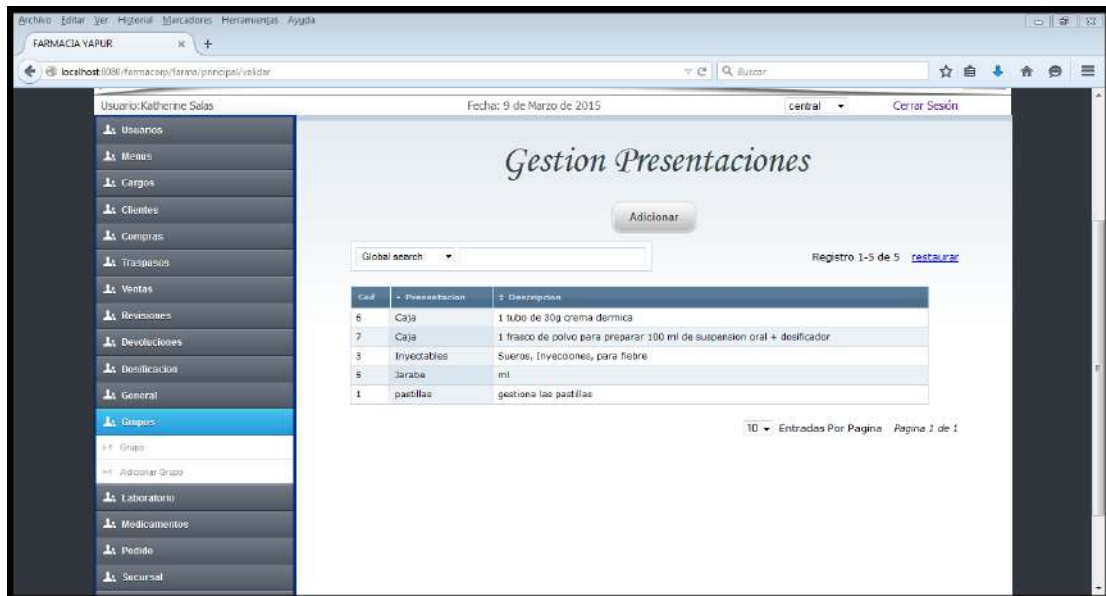 Archivo Editar Ver Historial Marcadores Herramientas Ayuda
FARMACIA YAPUR × +
localhost:8080/farmacorp/farma/principal/validar Buscar
Usuario:Katherine Salas Fecha: 9 de Marzo de 2015 central Cerrar Sesión
Usuarios
Menus
Cargos
Clientes
Compras
Traspasos
Ventas
Revisiones
Devoluciones
Dosificacion
General
Grupos
Grupo
Adicionar Grupo
Laboratorio
Medicamentos
Pedido
Sucursal
Gestion Presentaciones
Adicionar
Global search Registro 1-5 de 5 restaurar
Cod Presentacion Descripcion
6 Caja 1 tubo de 30g crema dermica
7 Caja 1 frasco de polvo para preparar 100 ml de suspension oral + dosificador
3 Inyectables Sueros, Inyecciones, para fiebre
5 Jarabe ml
1 pastillas gestiona las pastillas
10 Entradas Por Pagina Pagina 1 de 1